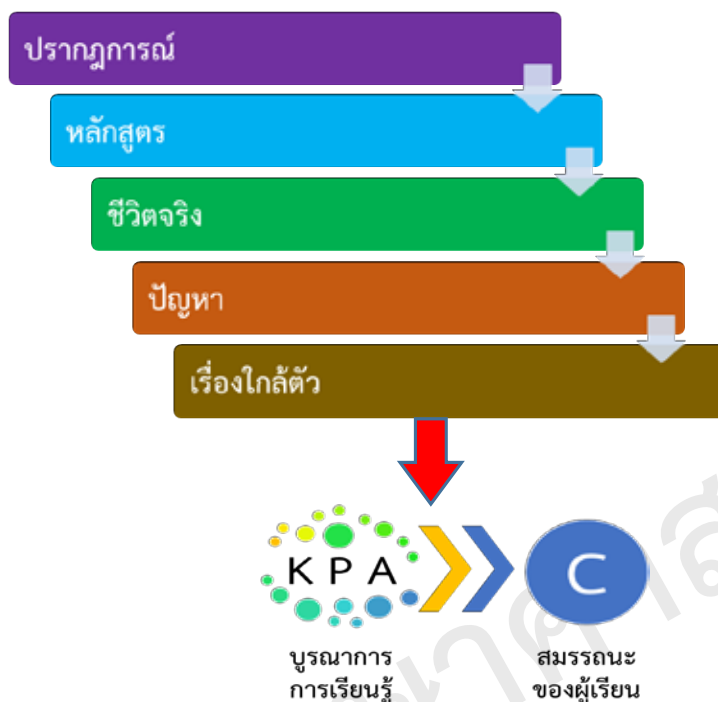 ปรากฏการณ์
หลักสูตร
ชีวิตจริง
ปัญหา
เรื่องใกล้ตัว
K P A
C
บูรณาการ
การเรียนรู้
สมรรถนะ
ของผู้เรียน